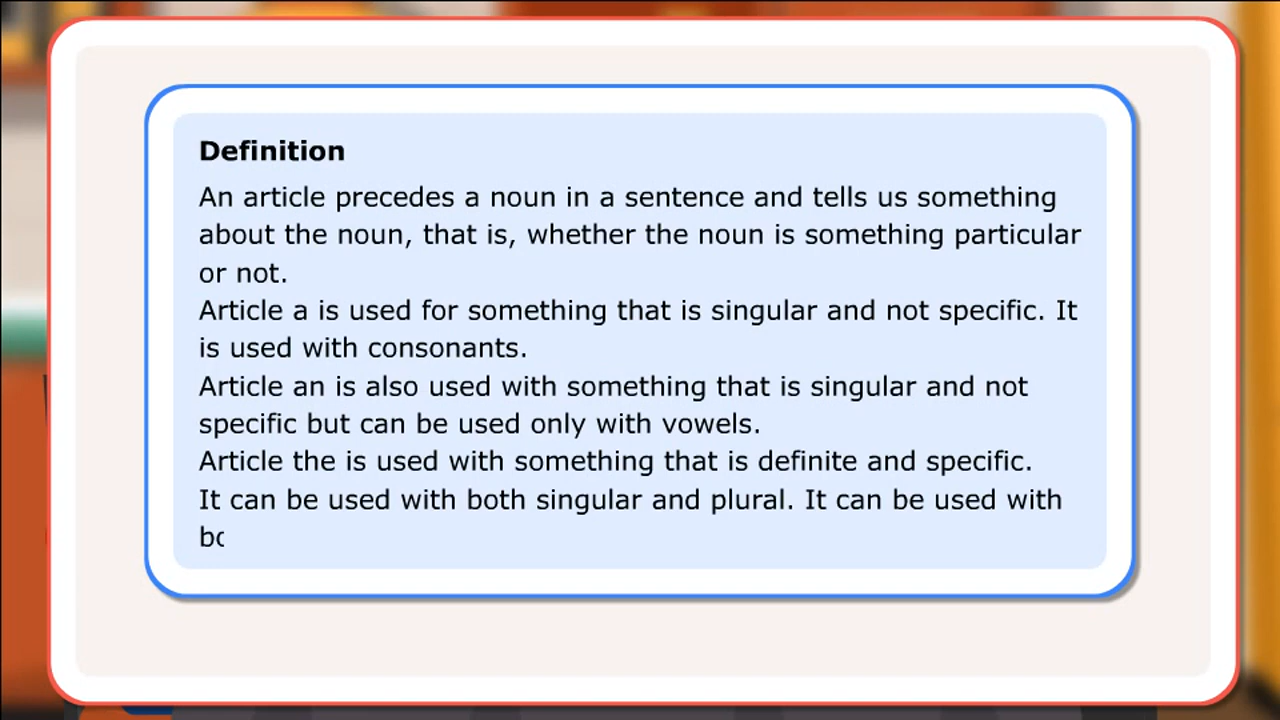 Definition
An article precedes a noun in a sentence and tells us something
about the noun, that is, whether the noun is something particular
or not.
Article a is used for something that is singular and not specific. It
is used with consonants.
Article an is also used with something that is singular and not
specific but can be used only with vowels.
Article the is used with something that is definite and specific.
It can be used with both singular and plural. It can be used with